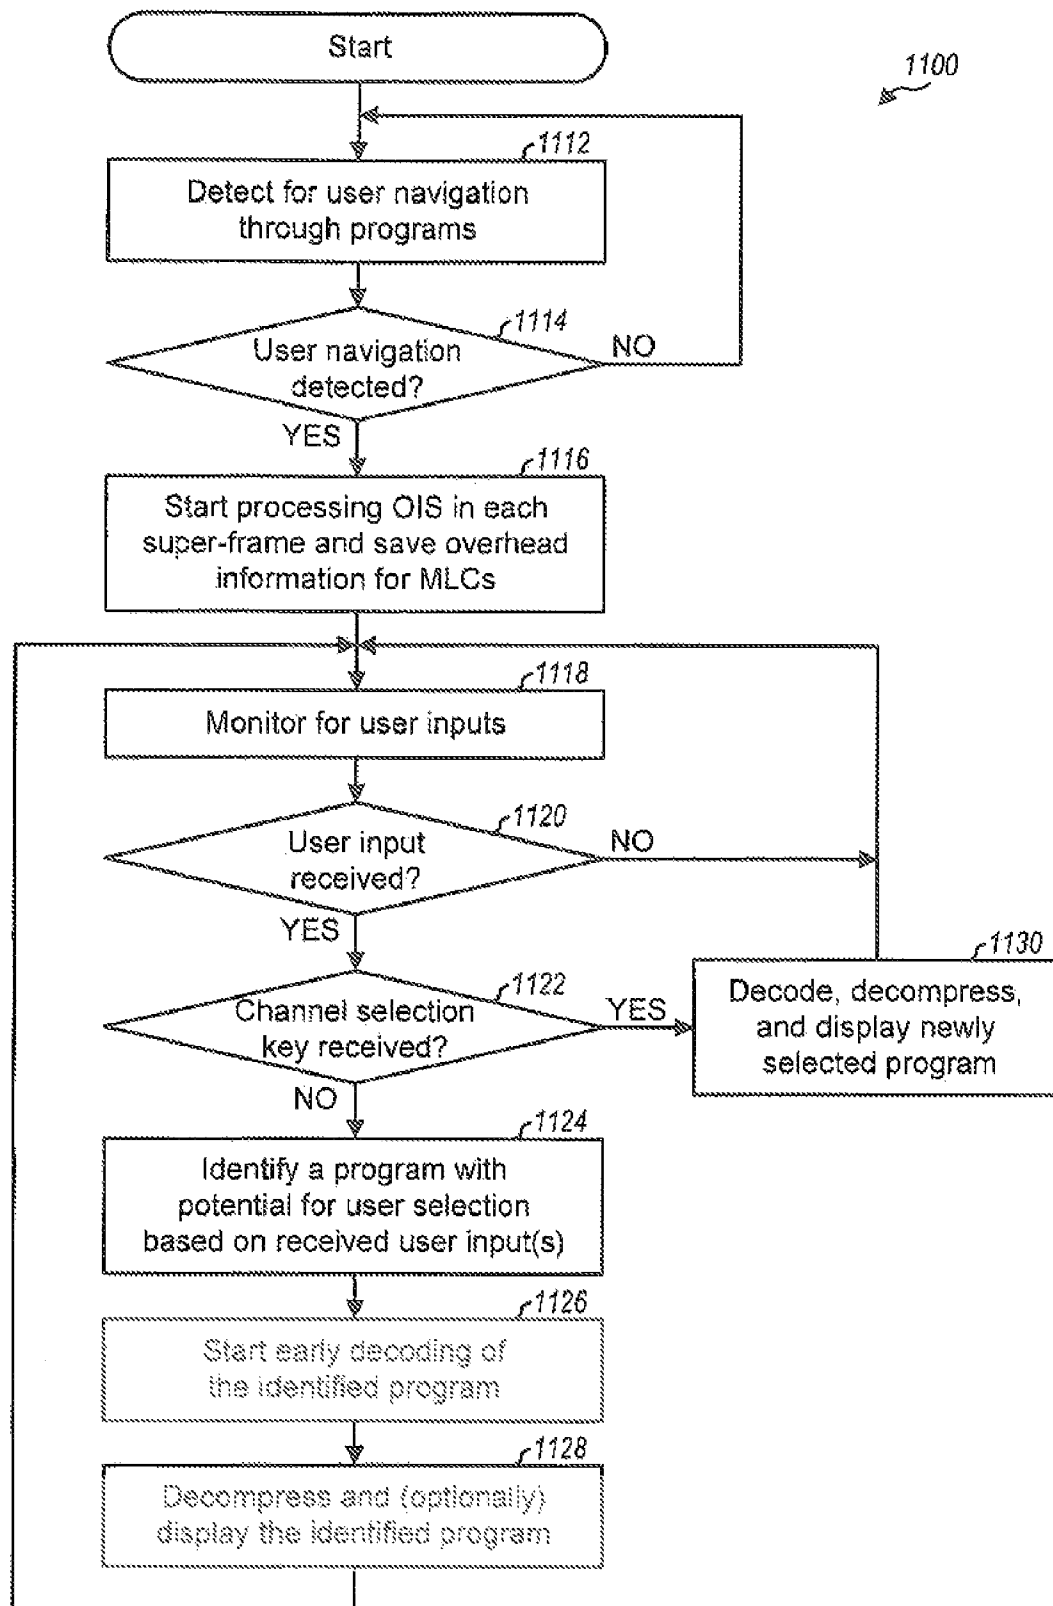 Start
1100
1112
Detect for user navigation
through programs
1114
User navigation
detected?
NO
YES
1116
Start processing OIS in each
super-frame and save overhead
information for MLCs
1118
Monitor for user inputs
1120
User input
received?
NO
YES
1122
Channel selection
key received?
YES
NO
1130
Decode, decompress,
and display newly
selected program
1124
Identify a program with
potential for user selection
based on received user input(s)
1126
Start early decoding of
the identified program
1128
Decompress and (optionally)
display the identified program